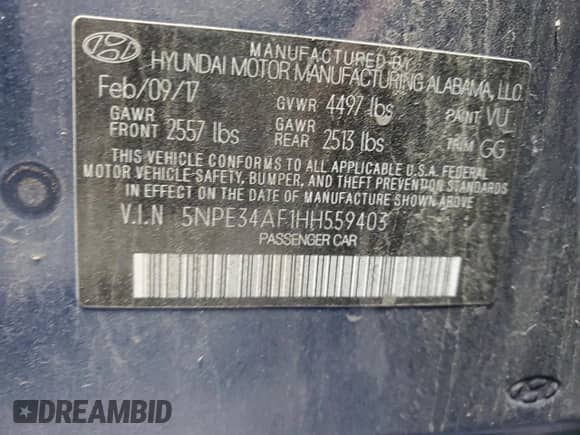 MANUFACTURED BY
HYUNDAI MOTOR MANUFACTURING ALABAMA, LLC.
Feb/09/17 GVWR 4497 lbs PAINT VU
GAWR FRONT 2557 lbs GAWR REAR 2513 lbs TRIM GG
THIS VEHICLE CONFORMS TO ALL APPLICABLE U.S.A. FEDERAL
MOTOR VEHICLE SAFETY, BUMPER, AND THEFT PREVENTION STANDARDS
IN EFFECT ON THE DATE OF MANUFACTURE SHOWN ABOVE.
V.I.N 5NPE34AF1HH559403
PASSENGER CAR
DREAMBID